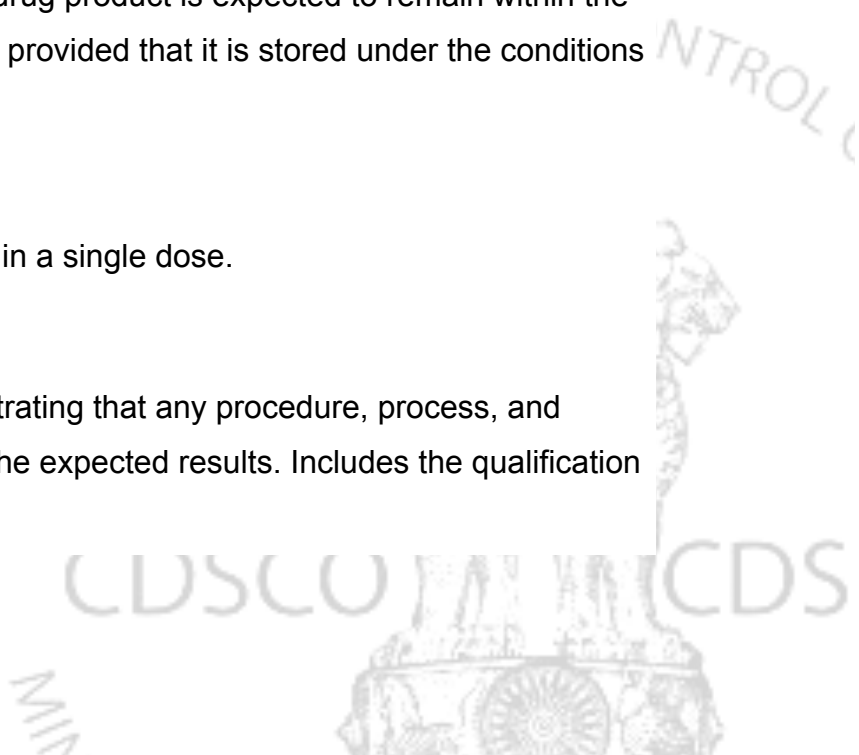 drug product is expected to remain within the
provided that it is stored under the conditions
NTROL
in a single dose.
trating that any procedure, process, and
he expected results. Includes the qualification
CDSCO CDS
MIN